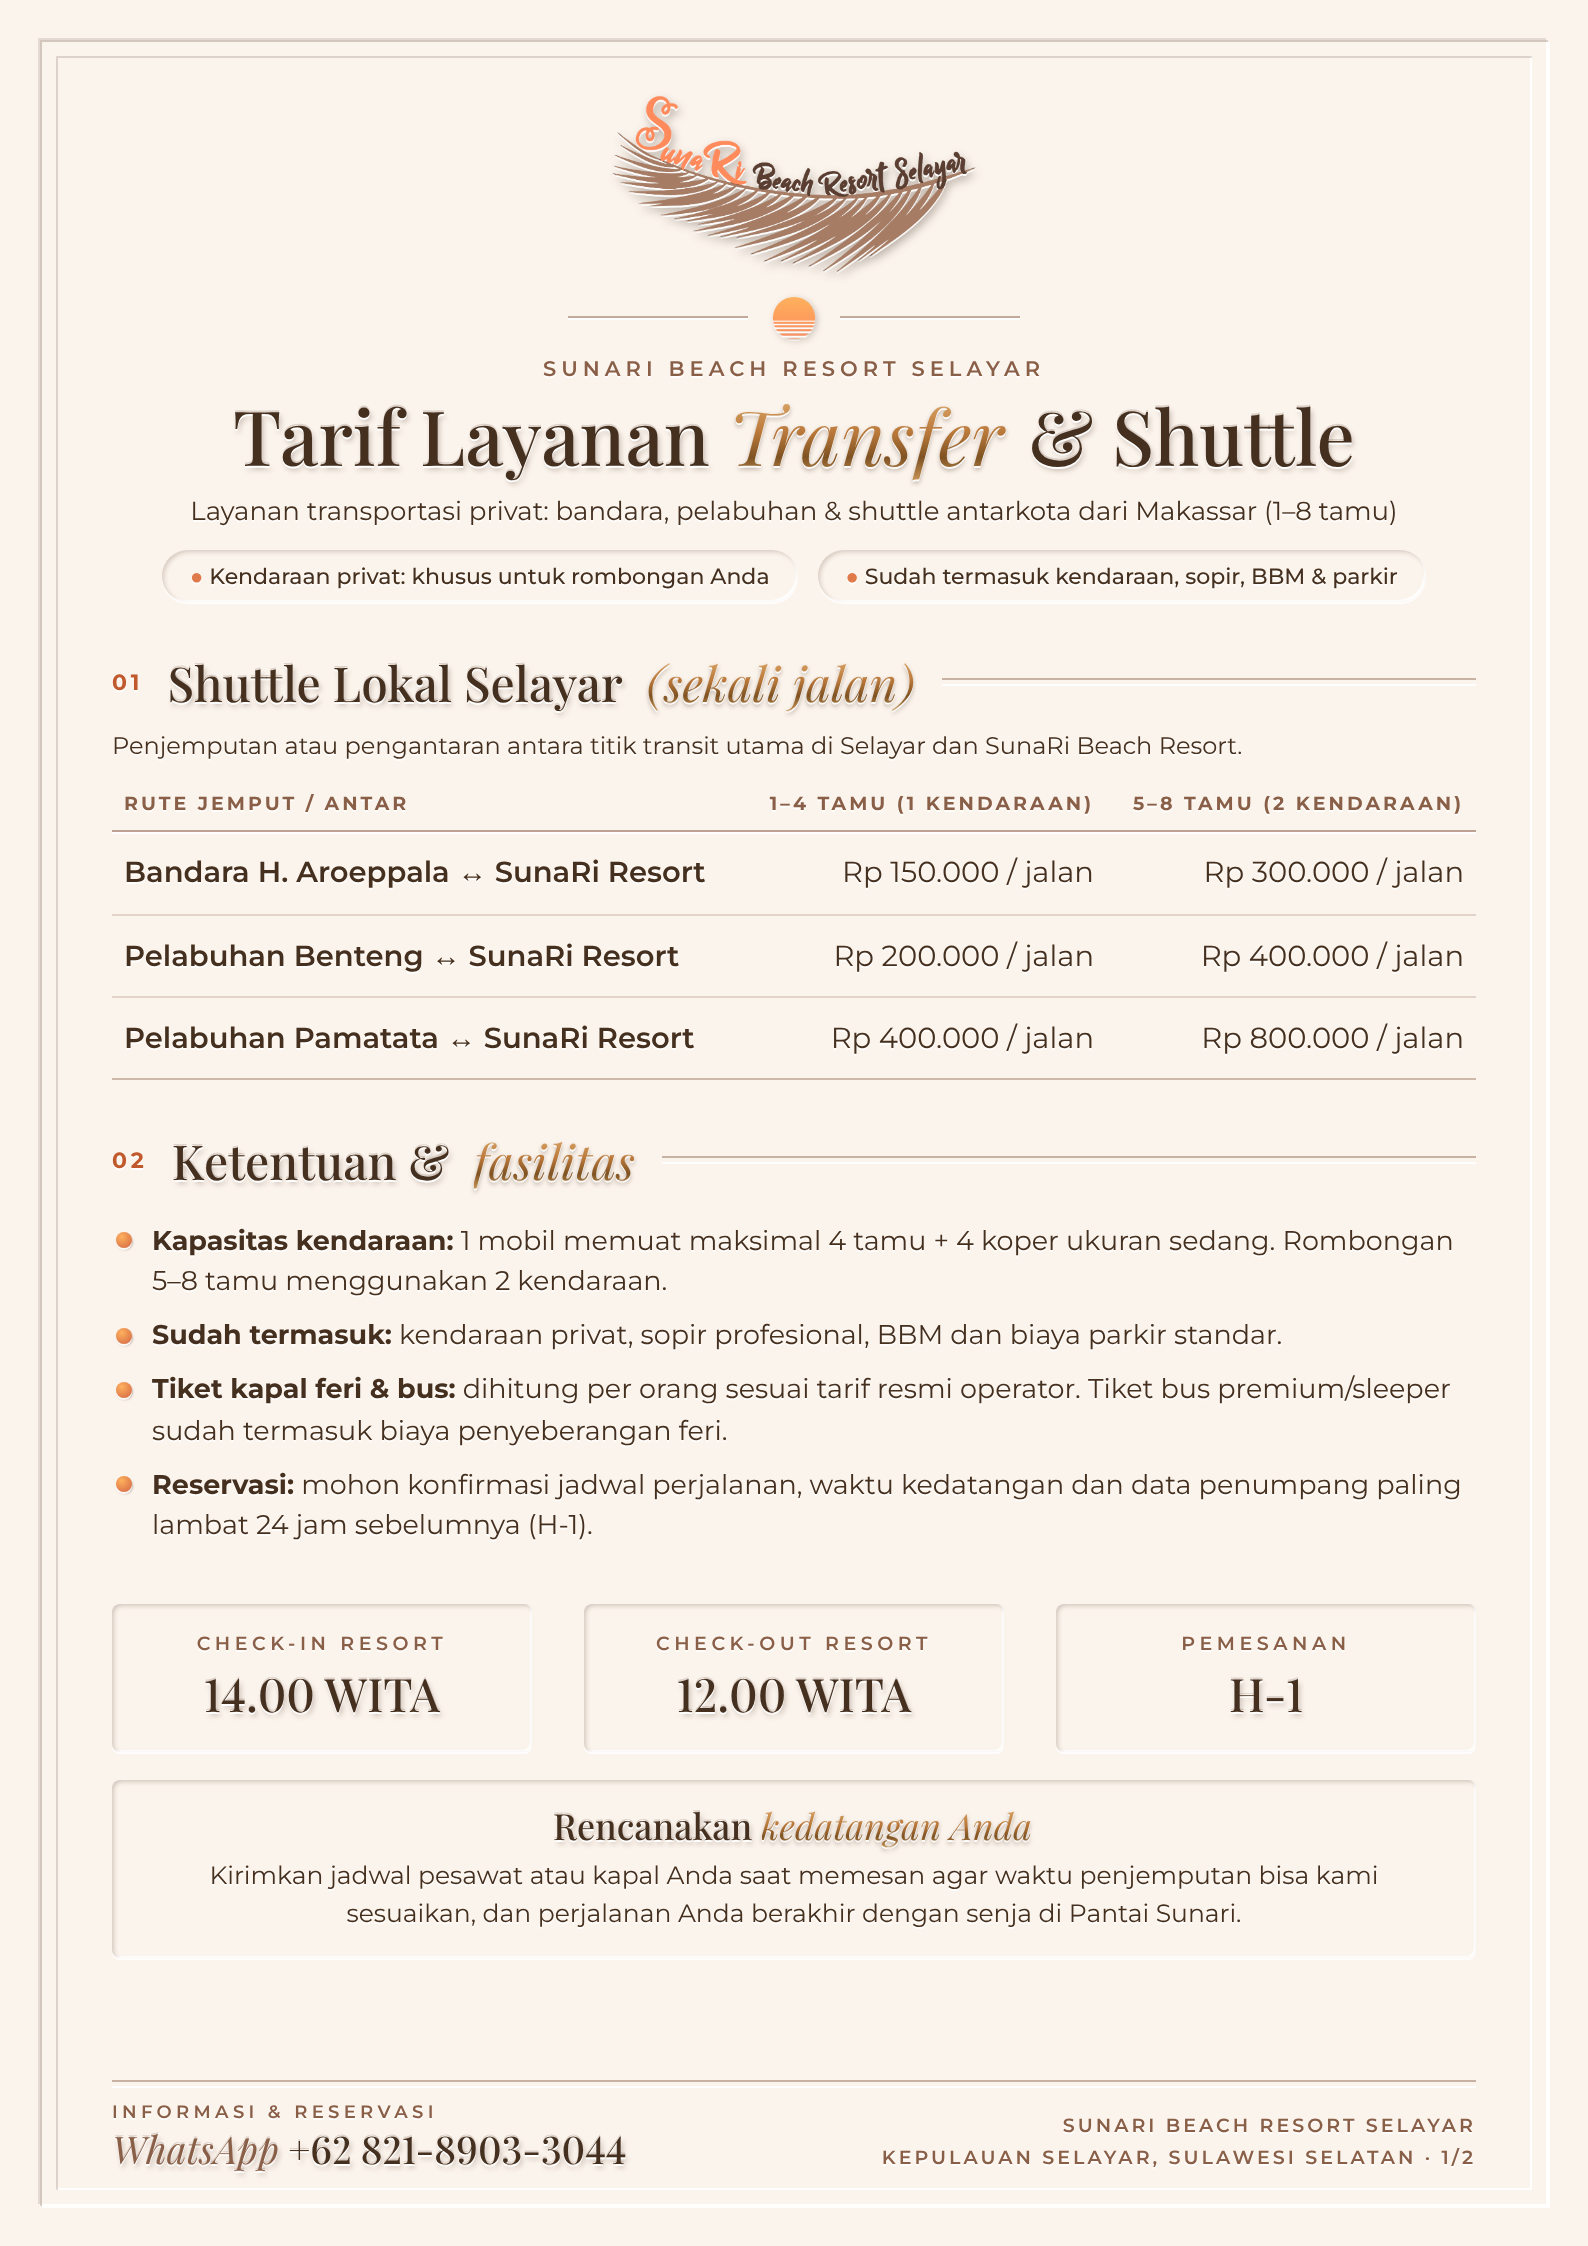 SunaRi Beach Resort Selayar
SUNARI BEACH RESORT SELAYAR
Tarif Layanan Transfer & Shuttle
Layanan transportasi privat: bandara, pelabuhan & shuttle antarkota dari Makassar (1–8 tamu)
• Kendaraan privat: khusus untuk rombongan Anda
• Sudah termasuk kendaraan, sopir, BBM & parkir
01 Shuttle Lokal Selayar (sekali jalan)
Penjemputan atau pengantaran antara titik transit utama di Selayar dan SunaRi Beach Resort.
RUTE JEMPUT / ANTAR 1–4 TAMU (1 KENDARAAN) 5–8 TAMU (2 KENDARAAN)
Bandara H. Aroeppala ↔ SunaRi Resort Rp 150.000 / jalan Rp 300.000 / jalan
Pelabuhan Benteng ↔ SunaRi Resort Rp 200.000 / jalan Rp 400.000 / jalan
Pelabuhan Pamatata ↔ SunaRi Resort Rp 400.000 / jalan Rp 800.000 / jalan
02 Ketentuan & fasilitas
Kapasitas kendaraan: 1 mobil memuat maksimal 4 tamu + 4 koper ukuran sedang. Rombongan
5–8 tamu menggunakan 2 kendaraan.
Sudah termasuk: kendaraan privat, sopir profesional, BBM dan biaya parkir standar.
Tiket kapal feri & bus: dihitung per orang sesuai tarif resmi operator. Tiket bus premium/sleeper
sudah termasuk biaya penyeberangan feri.
Reservasi: mohon konfirmasi jadwal perjalanan, waktu kedatangan dan data penumpang paling
lambat 24 jam sebelumnya (H-1).
CHECK-IN RESORT
14.00 WITA
CHECK-OUT RESORT
12.00 WITA
PEMESANAN
H-1
Rencanakan kedatangan Anda
Kirimkan jadwal pesawat atau kapal Anda saat memesan agar waktu penjemputan bisa kami
sesuaikan, dan perjalanan Anda berakhir dengan senja di Pantai Sunari.
INFORMASI & RESERVASI
WhatsApp +62 821-8903-3044
SUNARI BEACH RESORT SELAYAR
KEPULAUAN SELAYAR, SULAWESI SELATAN · 1/2